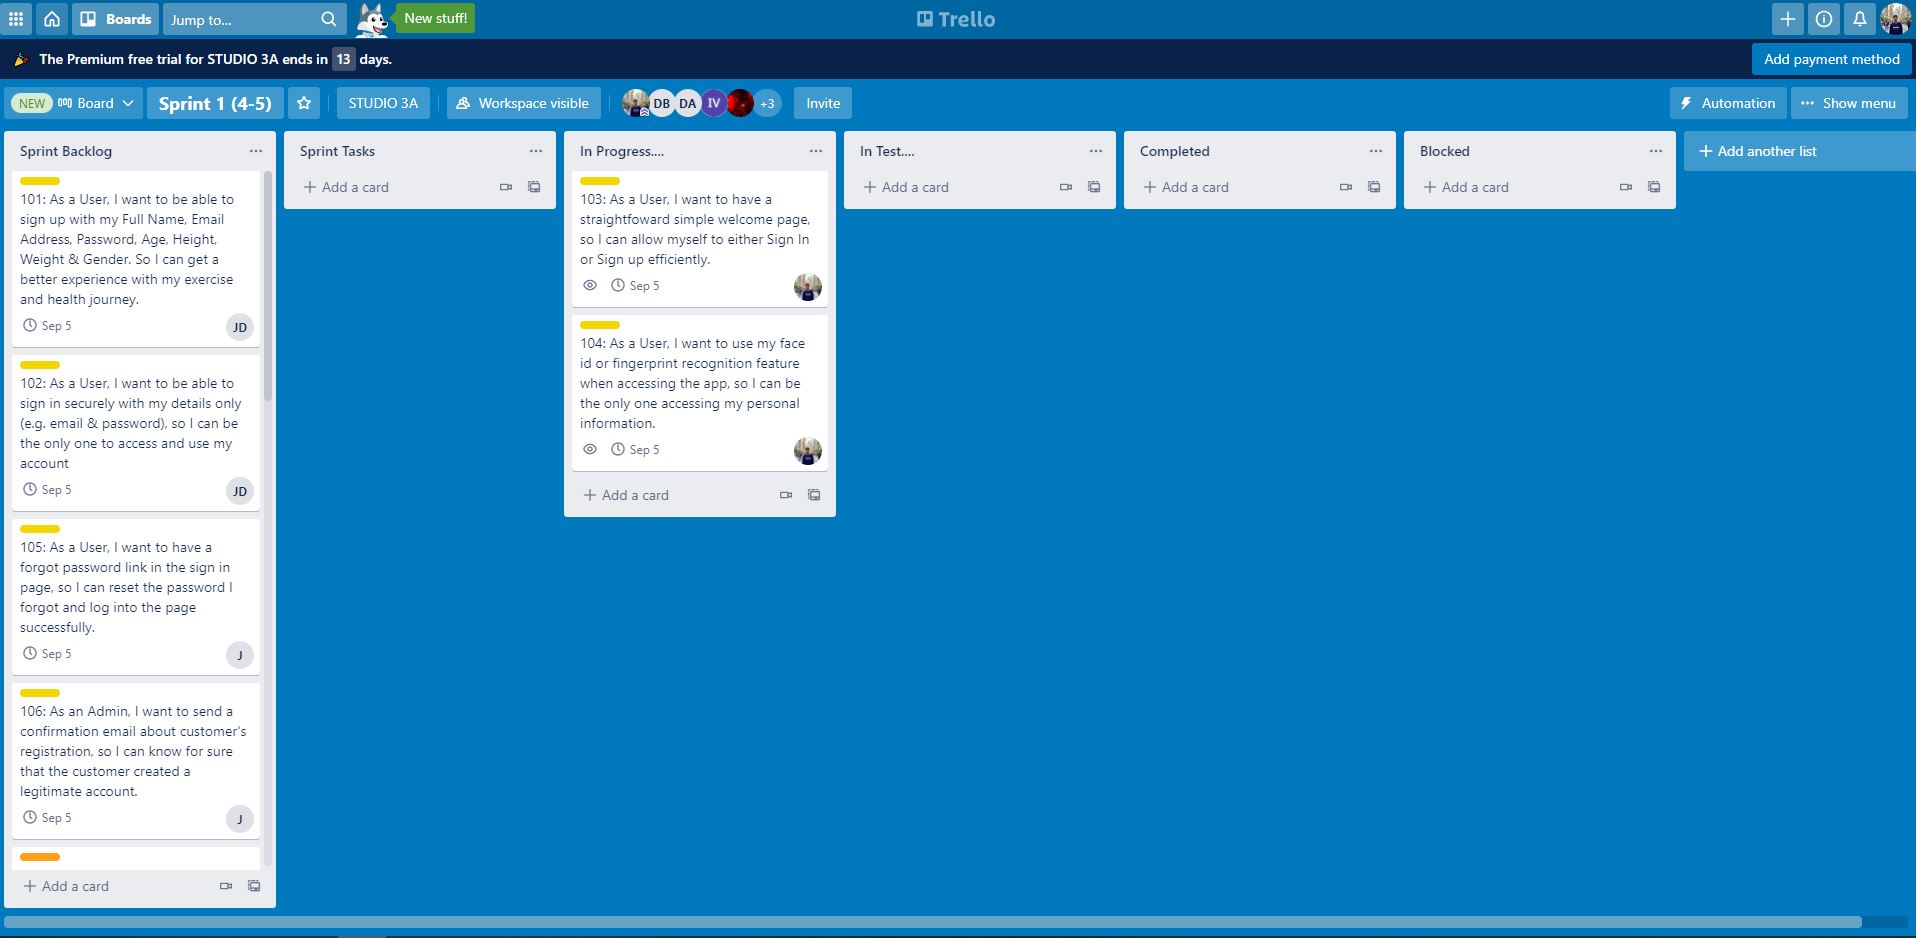 Boards
Jump to...
New stuff!
Trello
The Premium free trial for STUDIO 3A ends in 13 days.
Add payment method
NEW
Board
Sprint 1 (4-5)
STUDIO 3A
Workspace visible
DB
DA
IV
+3
Invite
Automation
Show menu
Sprint Backlog
101: As a User, I want to be able to
sign up with my Full Name, Email
Address, Password, Age, Height,
Weight & Gender. So I can get a
better experience with my exercise
and health journey.
Sep 5
JD
102: As a User, I want to be able to
sign in securely with my details only
(e.g. email & password), so I can be
the only one to access and use my
account
Sep 5
JD
105: As a User, I want to have a
forgot password link in the sign in
page, so I can reset the password I
forgot and log into the page
successfully.
Sep 5
J
106: As an Admin, I want to send a
confirmation email about customer's
registration, so I can know for sure
that the customer created a
legitimate account.
Sep 5
J
+ Add a card
Sprint Tasks
+ Add a card
In Progress....
103: As a User, I want to have a
straightfoward simple welcome page,
so I can allow myself to either Sign In
or Sign up efficiently.
Sep 5
104: As a User, I want to use my face
id or fingerprint recognition feature
when accessing the app, so I can be
the only one accessing my personal
information.
Sep 5
+ Add a card
In Test....
+ Add a card
Completed
+ Add a card
Blocked
+ Add a card
+ Add another list